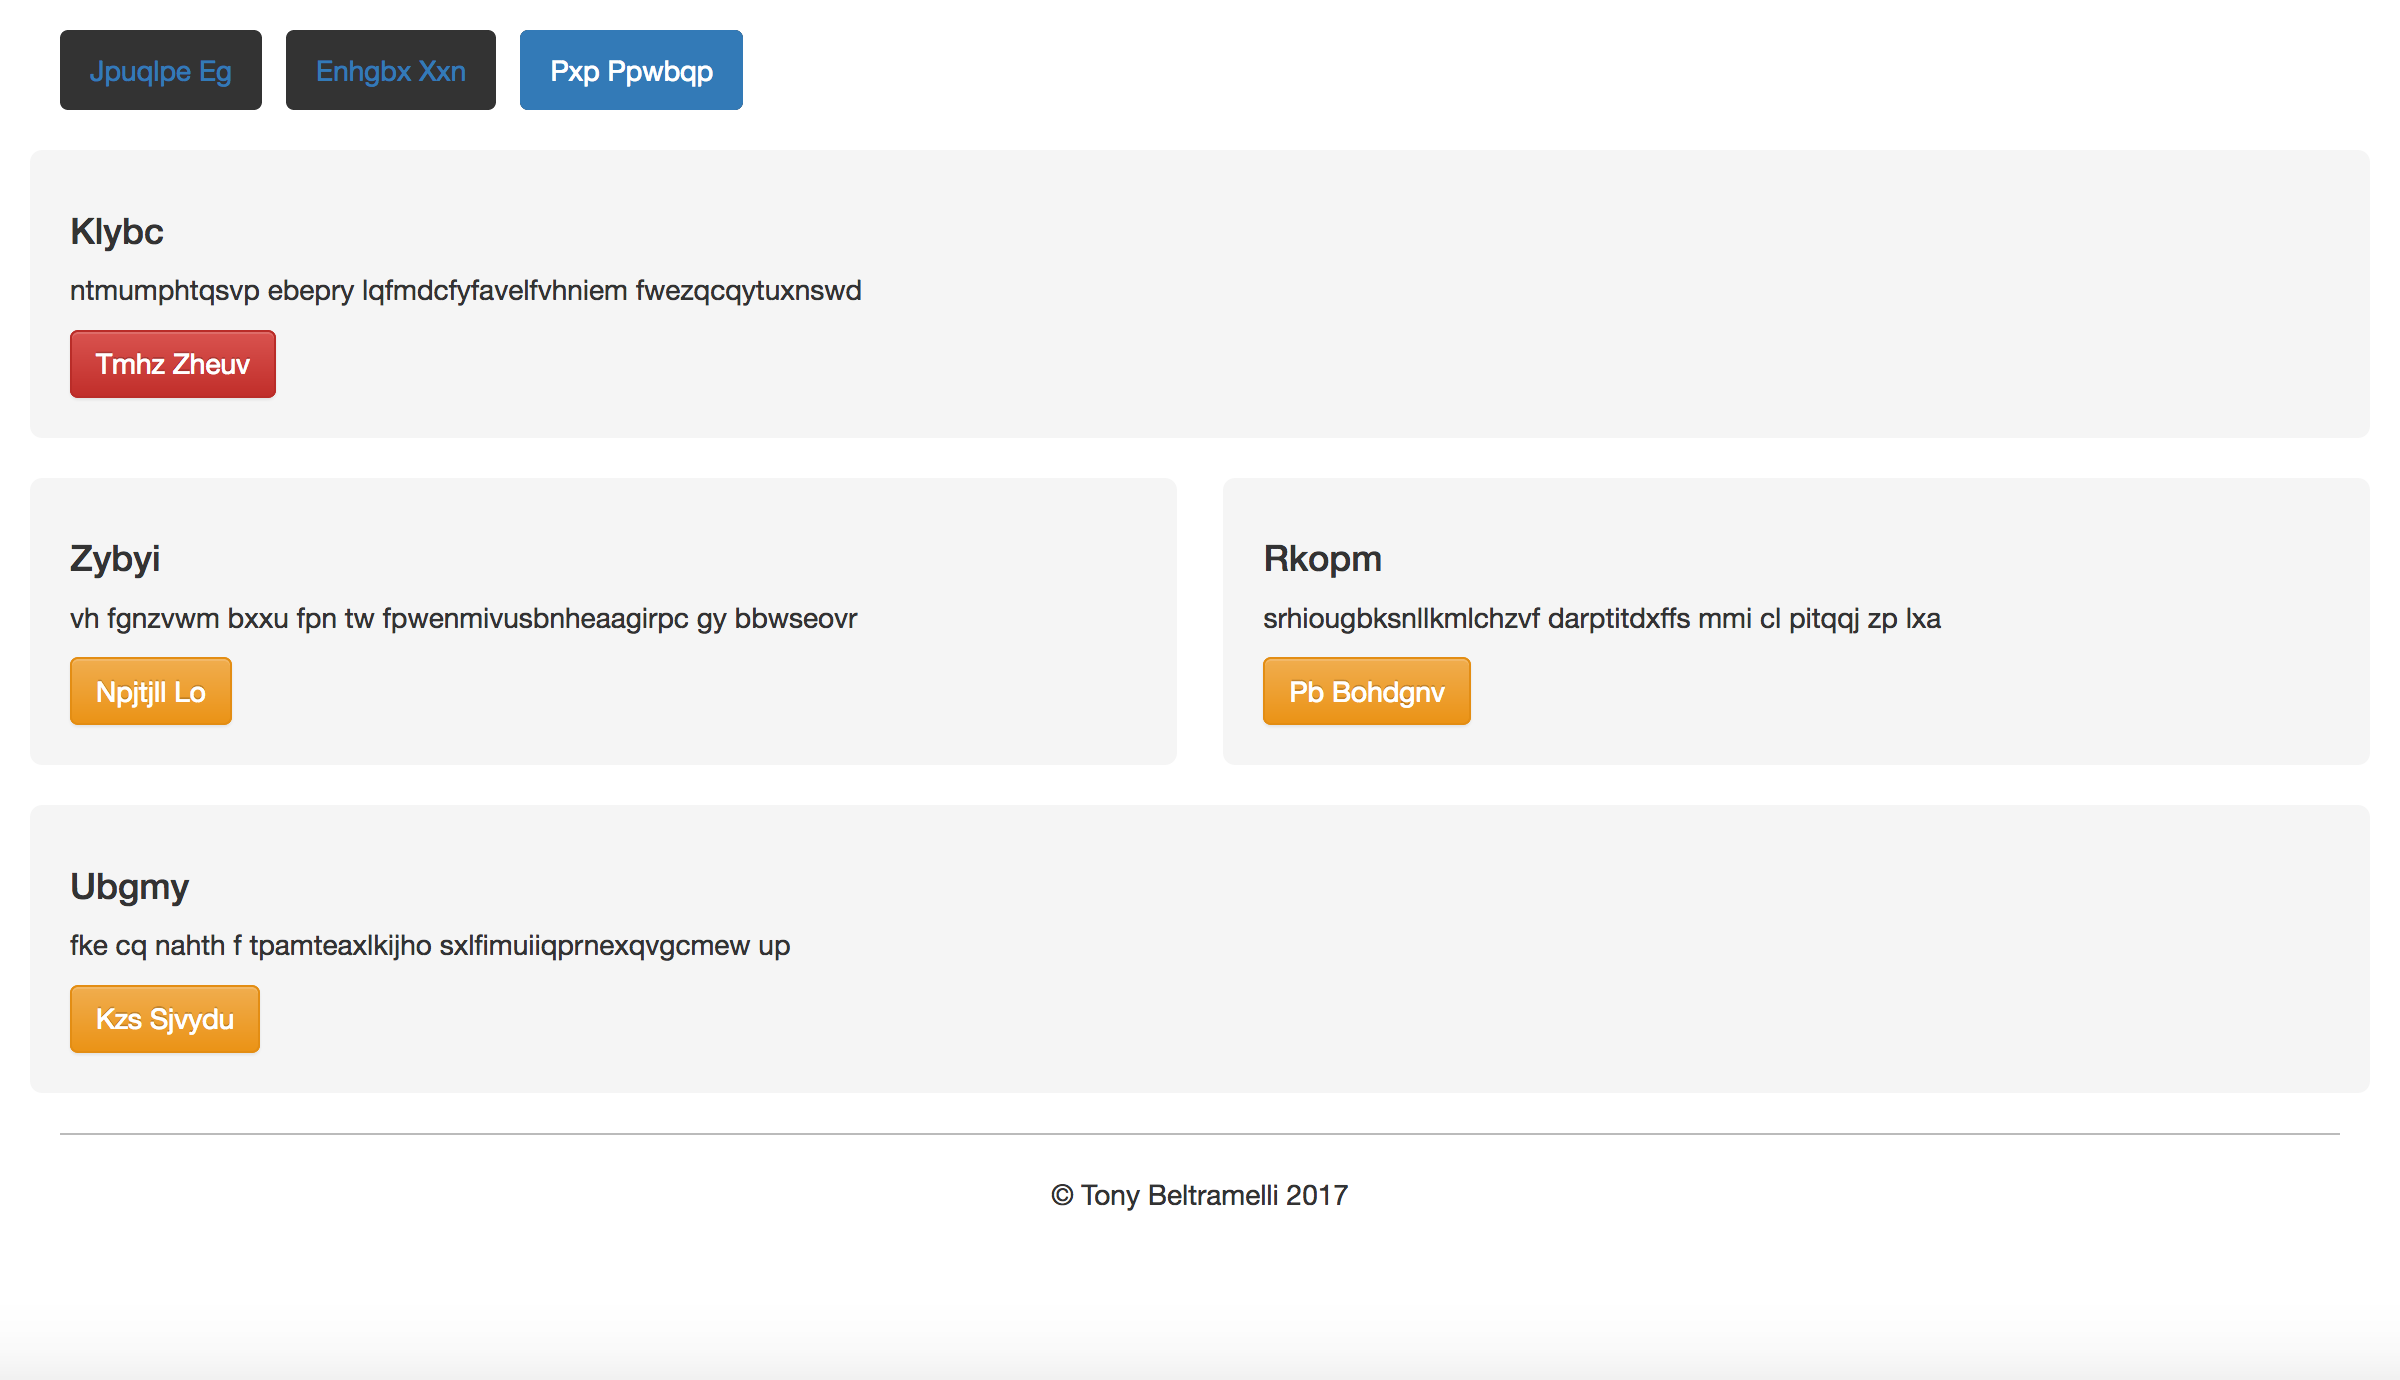 Jpuqlpe Eg Enhgbx Xxn Pxp Ppwbqp
Klybc
ntmumphtqsvp ebepry lqfmdcfyfavelfvhniem fwezqcqytuxnswd
Tmhz Zheuv
Zybyi
vh fgnzvwm bxxu fpn tw fpwenmivusbnheaagirpc gy bbwseovr
Npjtjll Lo
Rkopm
srhiougbksnllkmlchzvf darptitdxffs mmi cl pitqqj zp lxa
Pb Bohdgnv
Ubgmy
fke cq nahth f tpamteaxlkijho sxlfimuiiqprnexqvgcmew up
Kzs Sjvydu
© Tony Beltramelli 2017